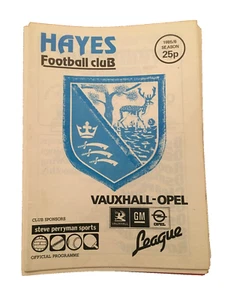 HAYES
Football cluB
1985/6
SEASON
25p
VAUXHALL-OPEL
CLUB SPONSORS
steve perryman sports
OFFICIAL PROGRAMME
VAUXHALL
GM
OPEL
League